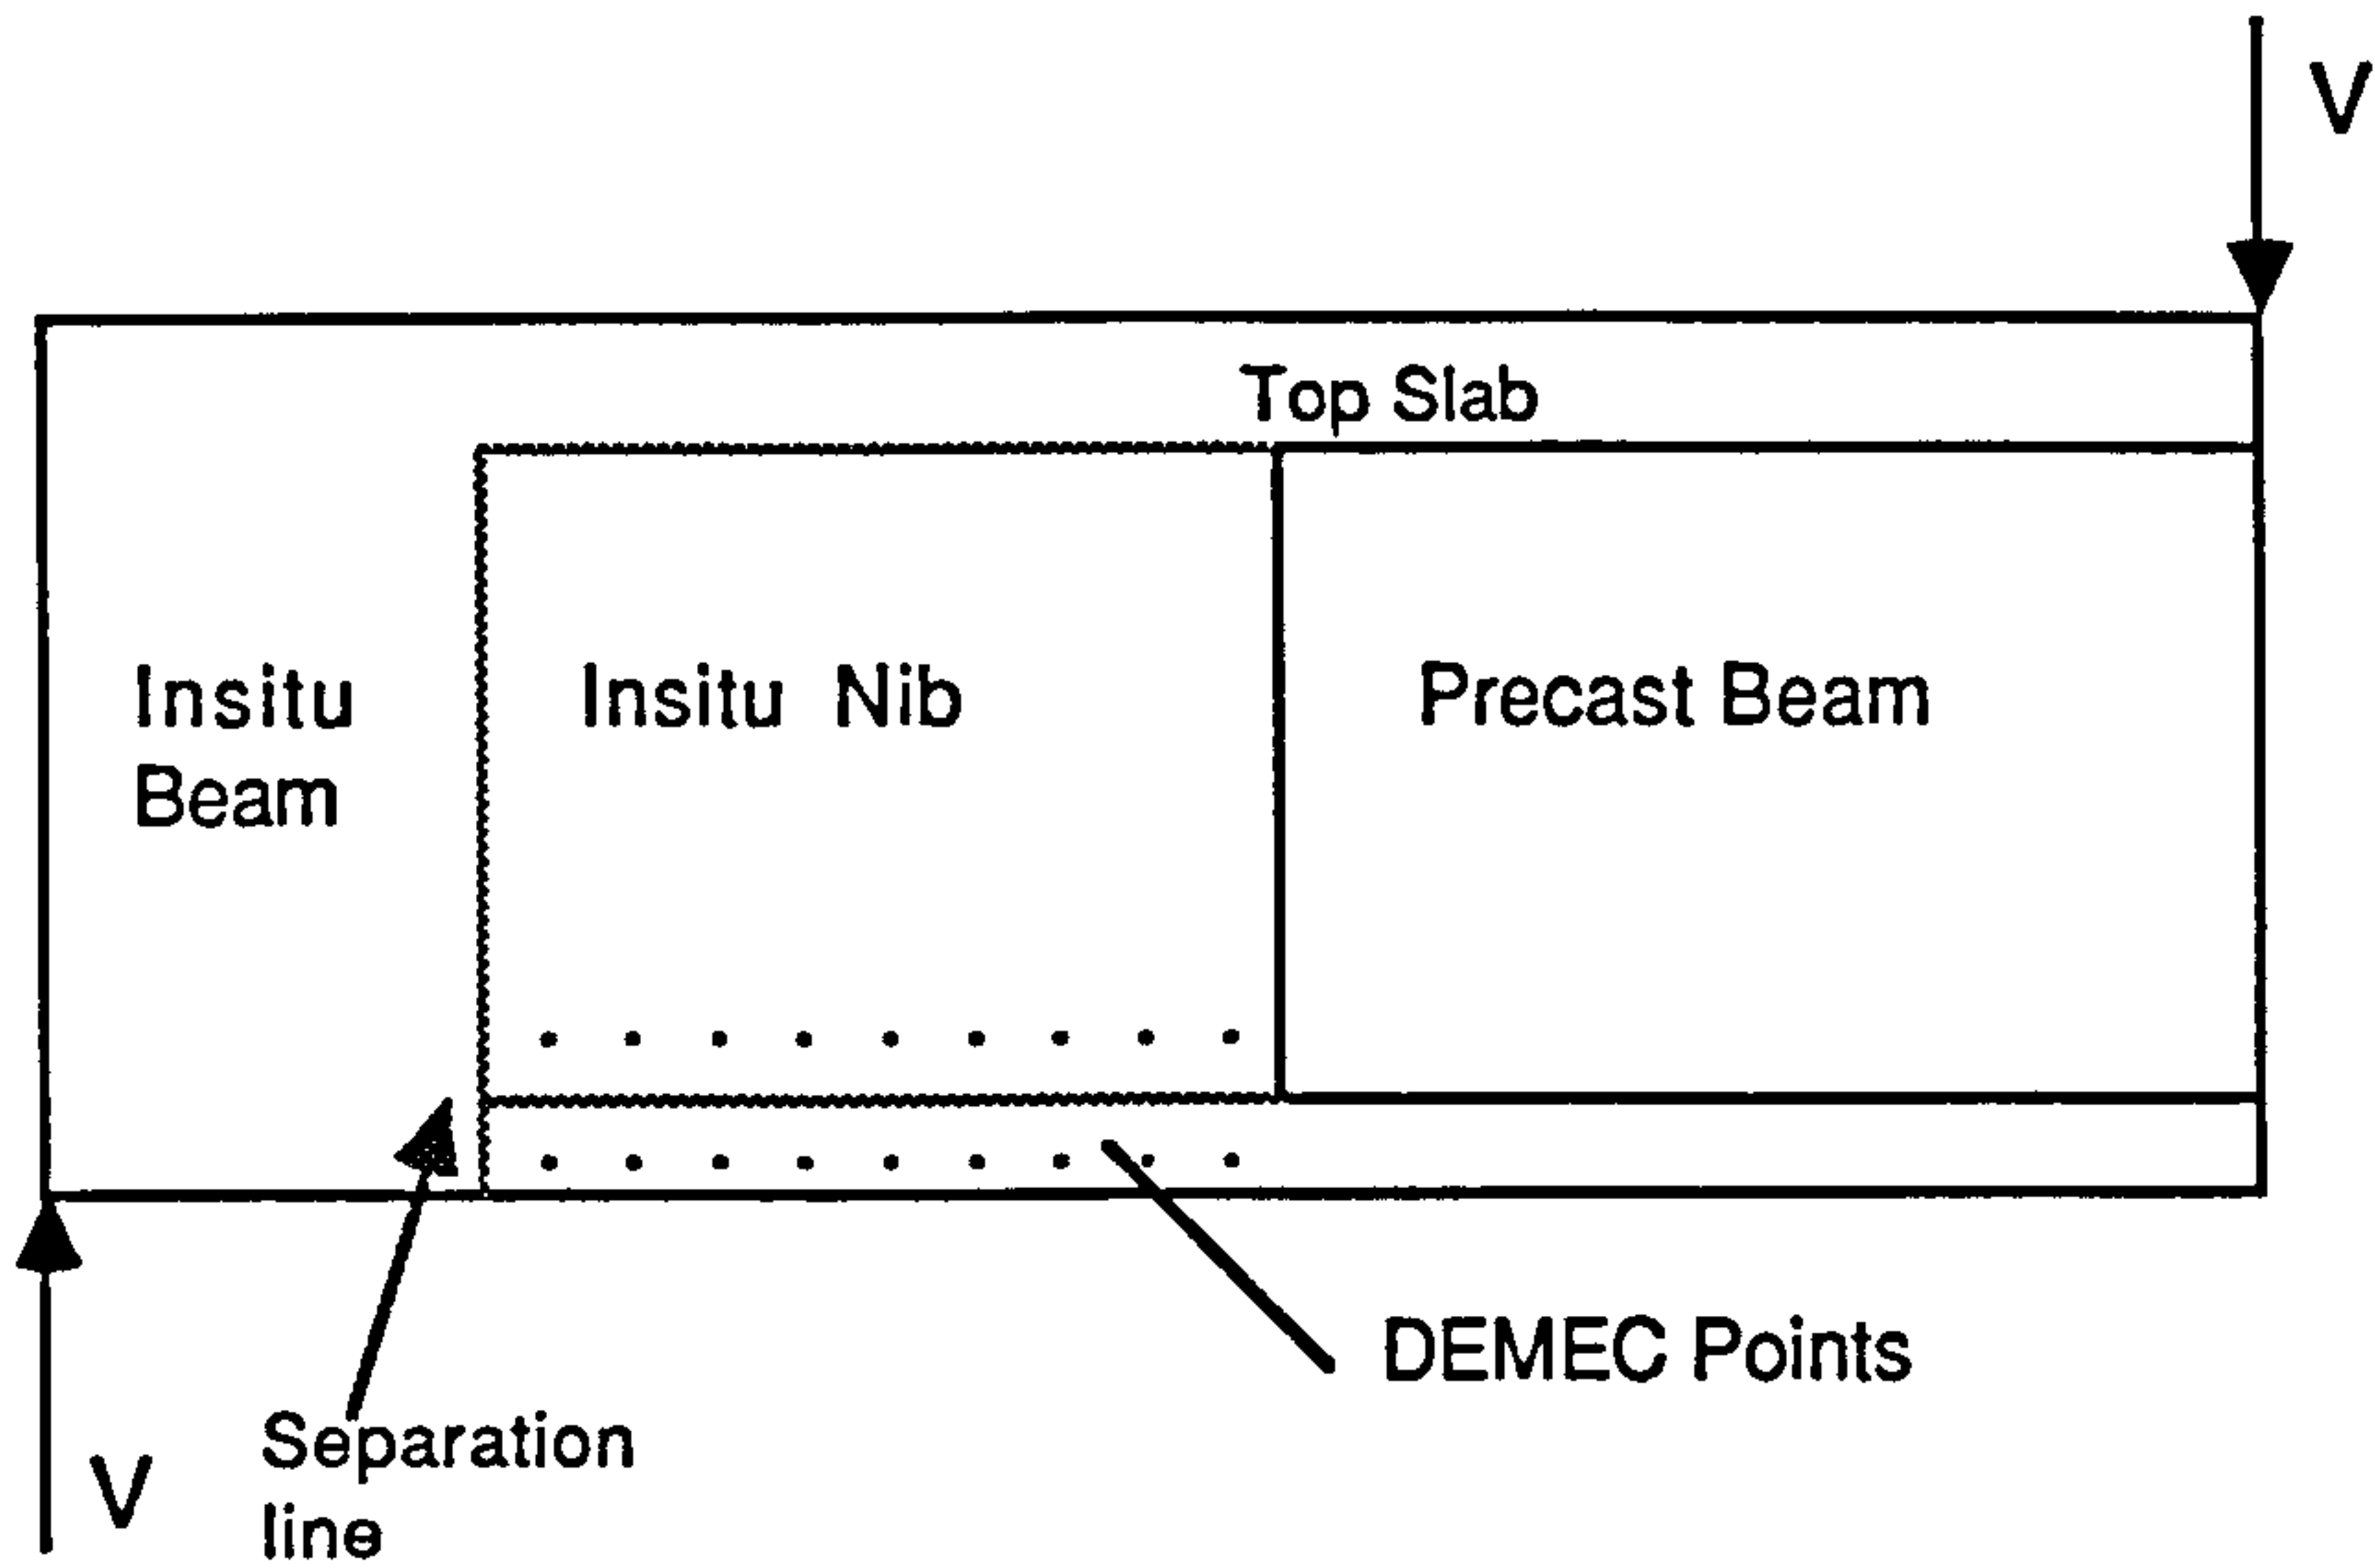 V
Top Slab
Insitu
Beam
Insitu Nib
Precast Beam
DEMEC Points
Separation
line
V